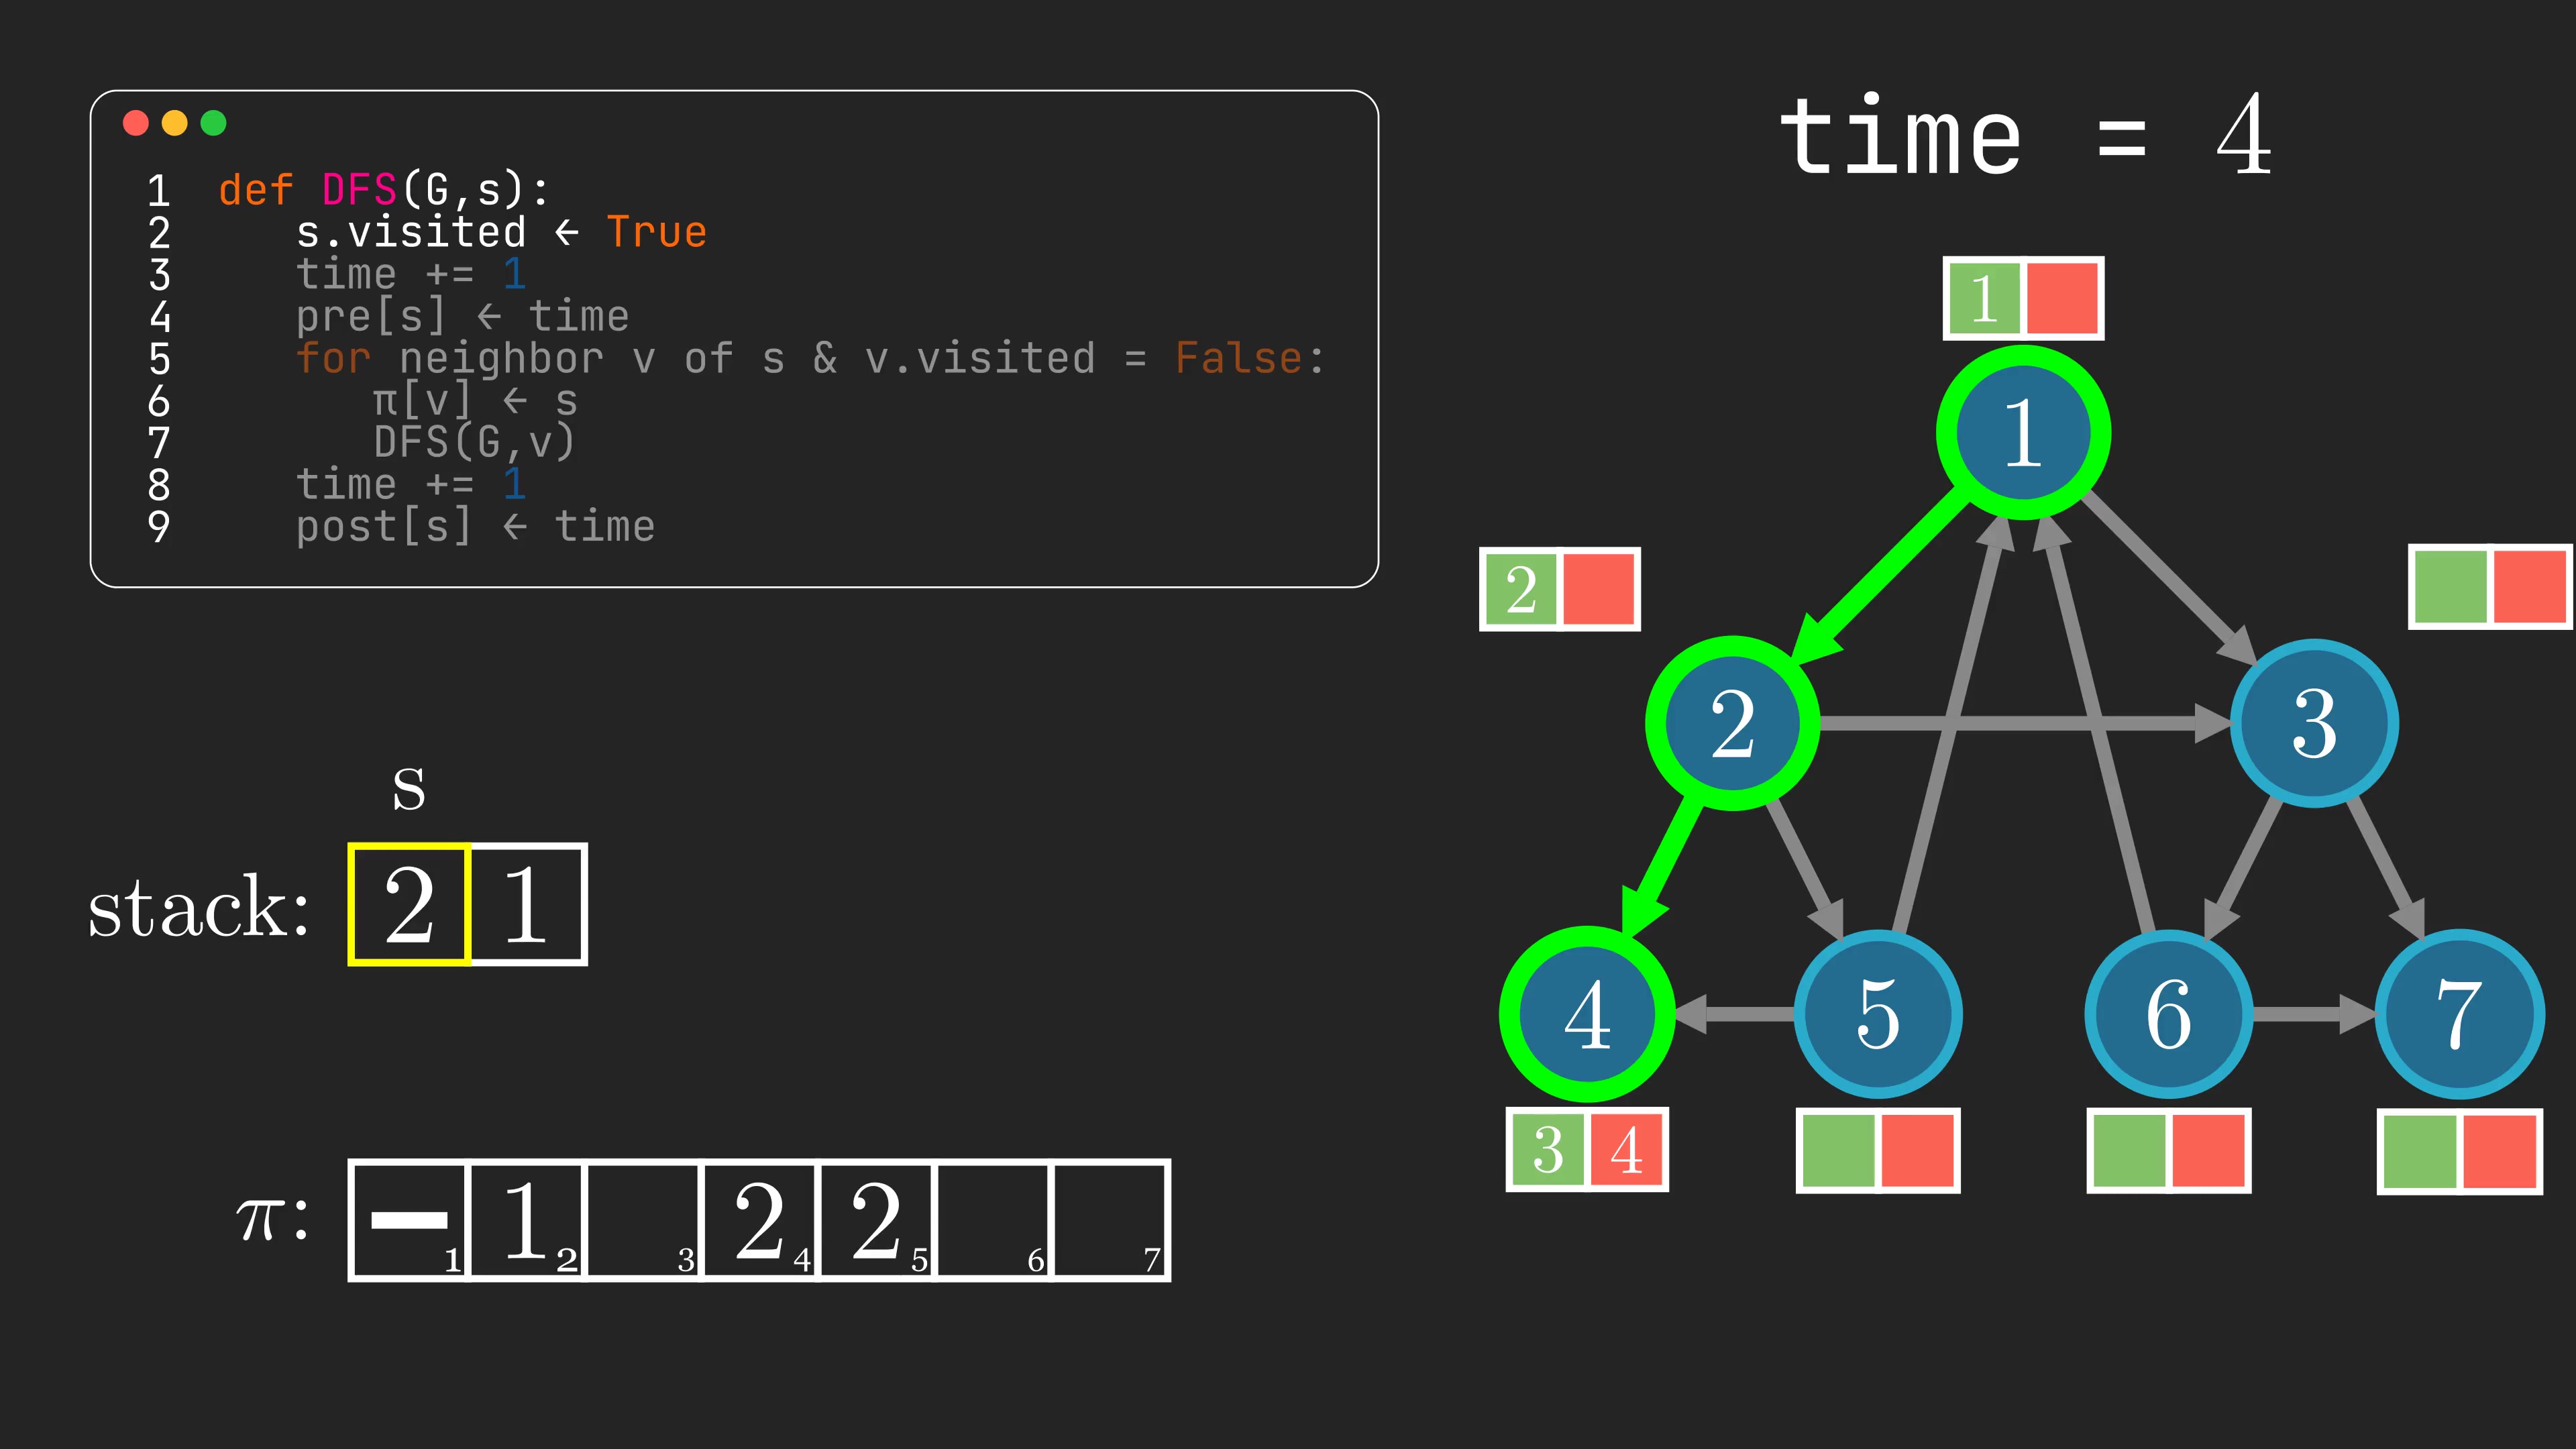 time = 4
1 def DFS(G,s):
2 s.visited ← True
3 time += 1
4 pre[s] ← time
5 for neighbor v of s & v.visited = False:
6 π[v] ← s
7 DFS(G,v)
8 time += 1
9 post[s] ← time
1
1
2
2
3
s
stack: 2 1
4
5
6
7
3 4
π: – 1 2 2
1 2 3 4 5 6 7